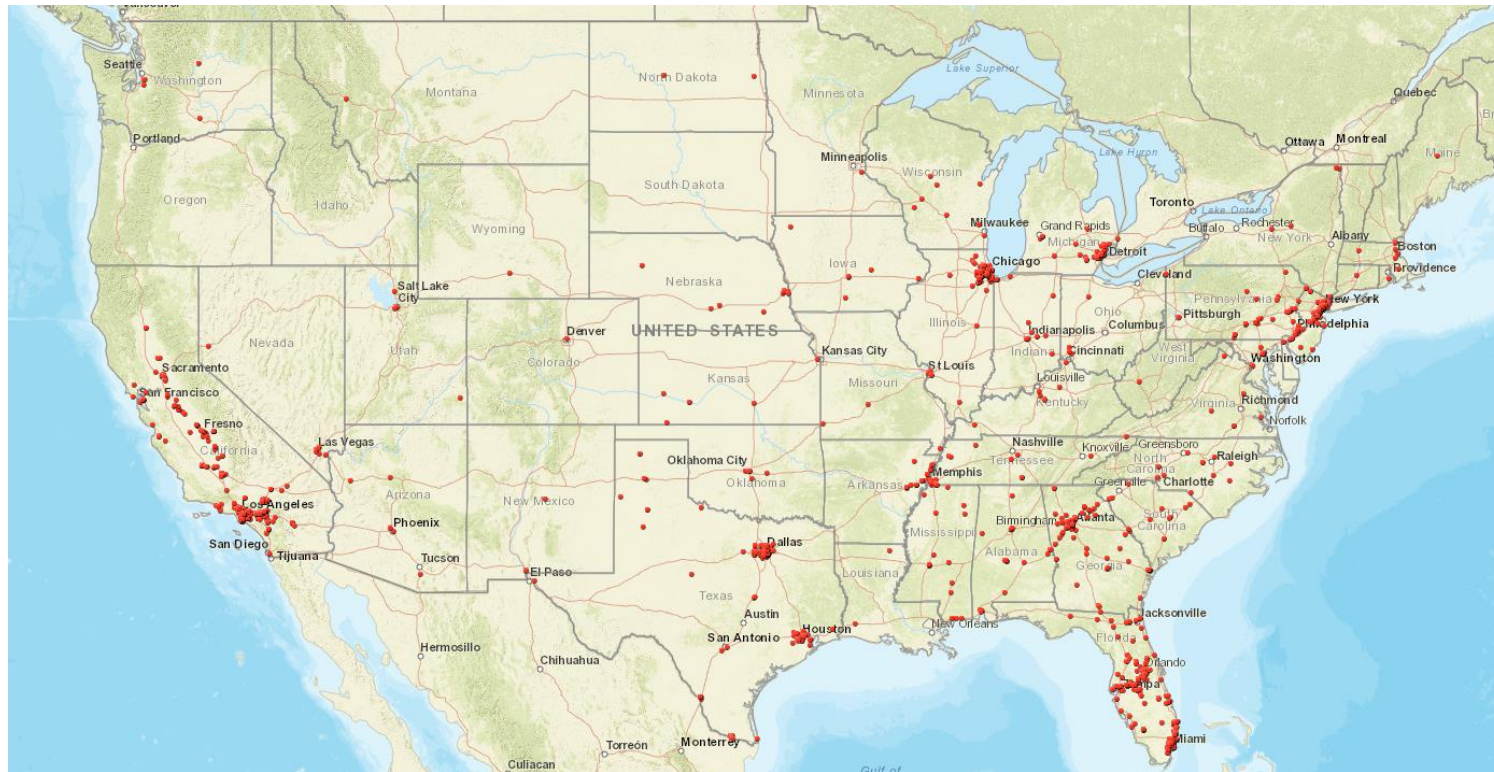 Seattle
Washington
Montana
North Dakota
Minnesota
Lake Superior
Quebec
Portland
Ottawa
Montreal
Maine
Lake Huron
Minneapolis
Wisconsin
South Dakota
Oregon
Idaho
Wyoming
Toronto
Lake Ontario
Milwaukee
Grand Rapids
Michigan
Buffalo
Rochester
New York
Albany
Boston
Detroit
Chicago
Providence
Iowa
Cleveland
Salt Lake
City
Nebraska
Pennsylvania
New York
Pittsburgh
Philadelphia
Illinois
Indianapolis
Ohio
Columbus
Denver
UNITED STATES
Nevada
Utah
Colorado
Kansas City
Indiana
Cincinnati
West
Virginia
Washington
Sacramento
St Louis
Kansas
Missouri
Louisville
Kentucky
San Francisco
Virginia
Richmond
Norfolk
Fresno
California
Las Vegas
Nashville
Tennessee
Knoxville
Greensboro
North
Carolina
Raleigh
Oklahoma City
Oklahoma
Memphis
Arkansas
Greenville
Charlotte
Arizona
New Mexico
Los Angeles
Phoenix
Birmingham
Atlanta
South
Carolina
Mississippi
Alabama
Georgia
San Diego
Tijuana
Tucson
Dallas
El Paso
Texas
Louisiana
Austin
Jacksonville
New Orleans
Florida
Houston
San Antonio
Hermosillo
Chihuahua
Orlando
Miami
Torreón
Monterrey
Culiacan
Gulf of